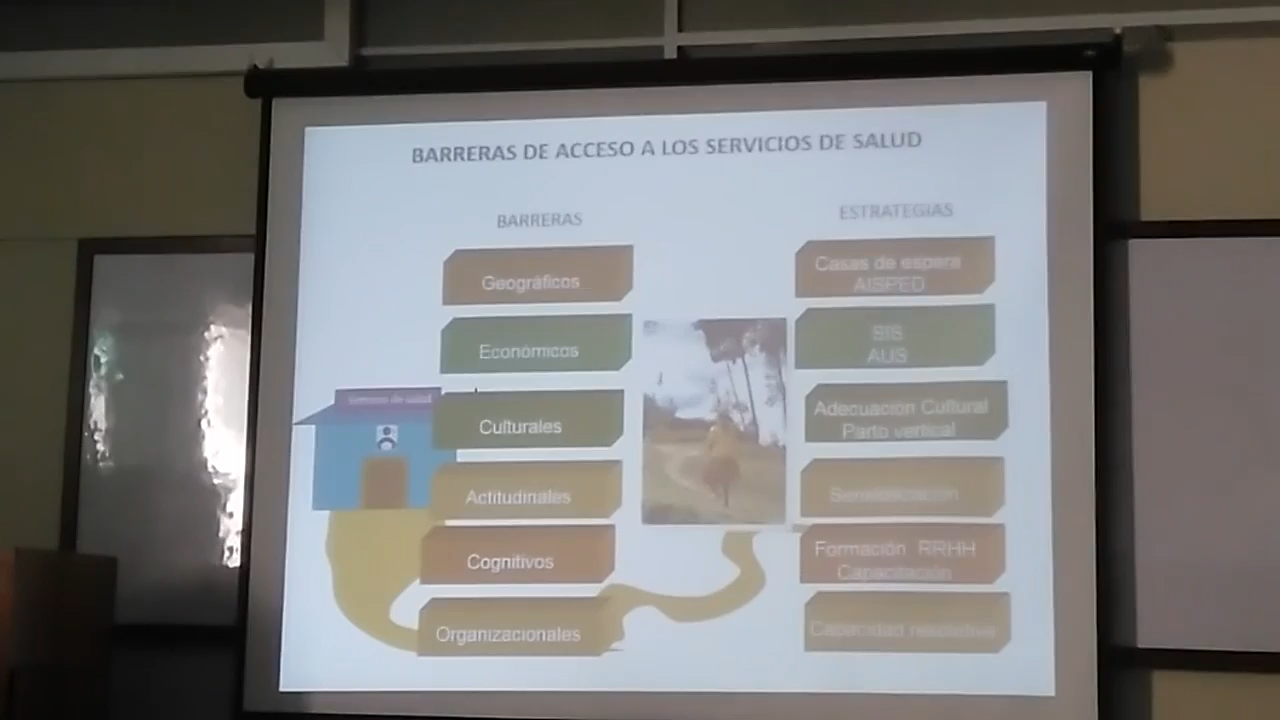 BARRERAS DE ACCESO A LOS SERVICIOS DE SALUD
BARRERAS
ESTRATEGIAS
Geográficos
Casas de espera
AISPED
Económicos
SIS
AUS
Culturales
Adecuación Cultural
Parto vertical
Servicios de salud
Actitudinales
Sensibilización
Cognitivos
Formación RRHH
Capacitación
Organizacionales
Capacidad resolutiva